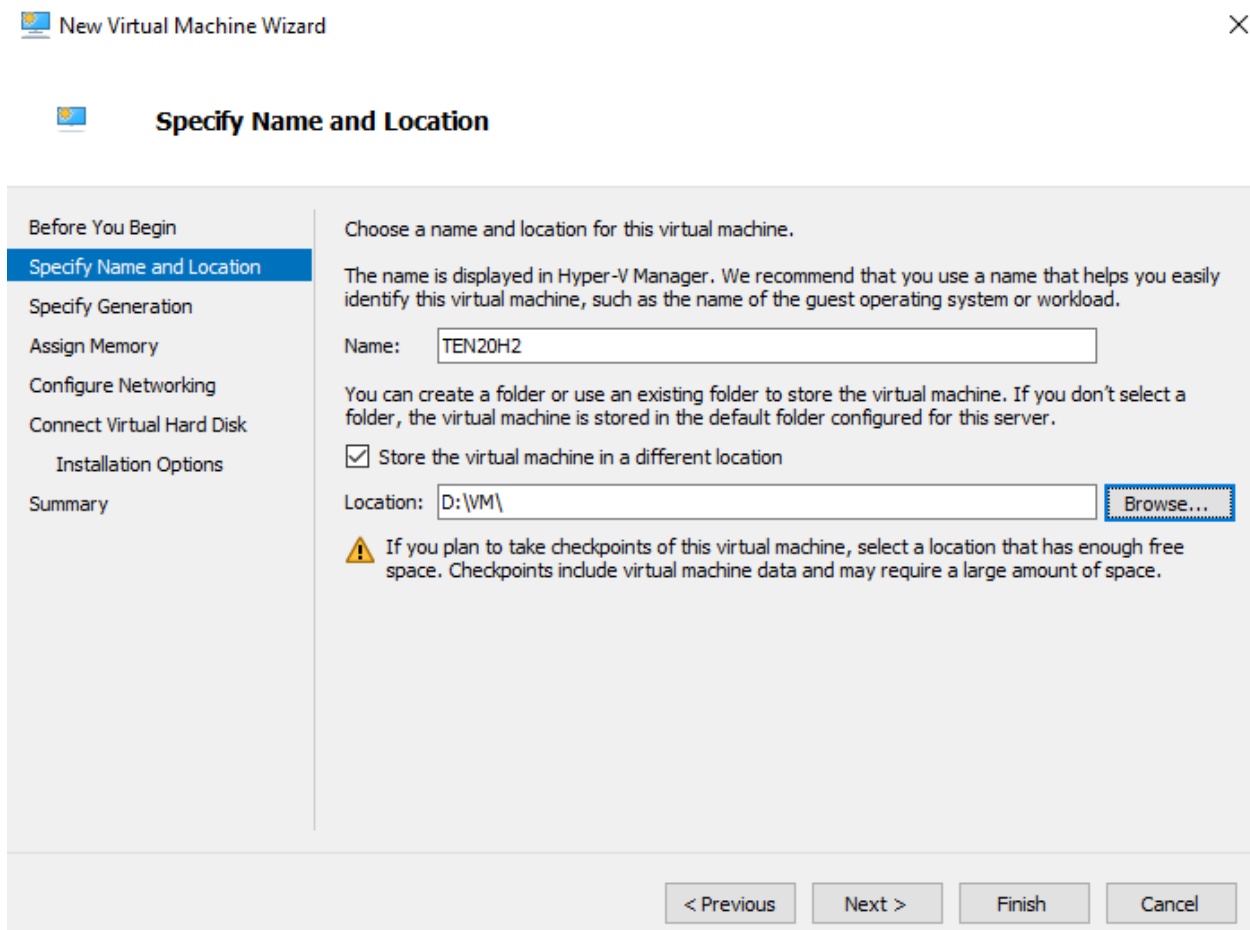 New Virtual Machine Wizard
Specify Name and Location
Before You Begin
Specify Name and Location
Specify Generation
Assign Memory
Configure Networking
Connect Virtual Hard Disk
Installation Options
Summary
Choose a name and location for this virtual machine.
The name is displayed in Hyper-V Manager. We recommend that you use a name that helps you easily
identify this virtual machine, such as the name of the guest operating system or workload.
Name: TEN20H2
You can create a folder or use an existing folder to store the virtual machine. If you don't select a
folder, the virtual machine is stored in the default folder configured for this server.
Store the virtual machine in a different location
Location: D:\VM\ Browse...
If you plan to take checkpoints of this virtual machine, select a location that has enough free
space. Checkpoints include virtual machine data and may require a large amount of space.
< Previous Next > Finish Cancel